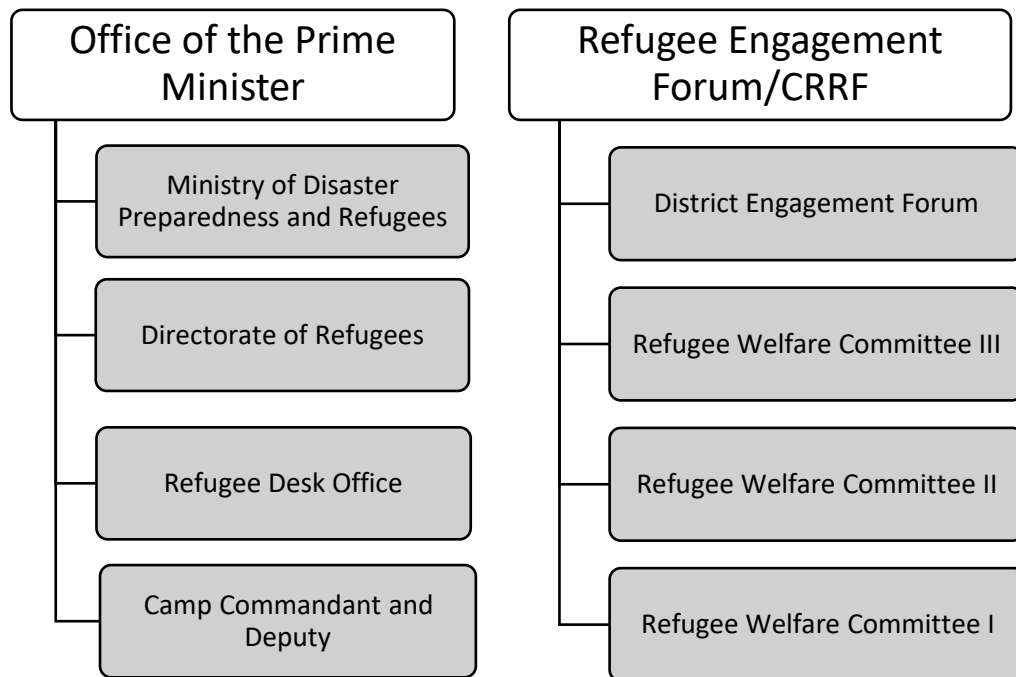 Office of the Prime
Minister
Ministry of Disaster
Preparedness and Refugees
Directorate of Refugees
Refugee Desk Office
Camp Commandant and
Deputy
Refugee Engagement
Forum/CRRF
District Engagement Forum
Refugee Welfare Committee III
Refugee Welfare Committee II
Refugee Welfare Committee I